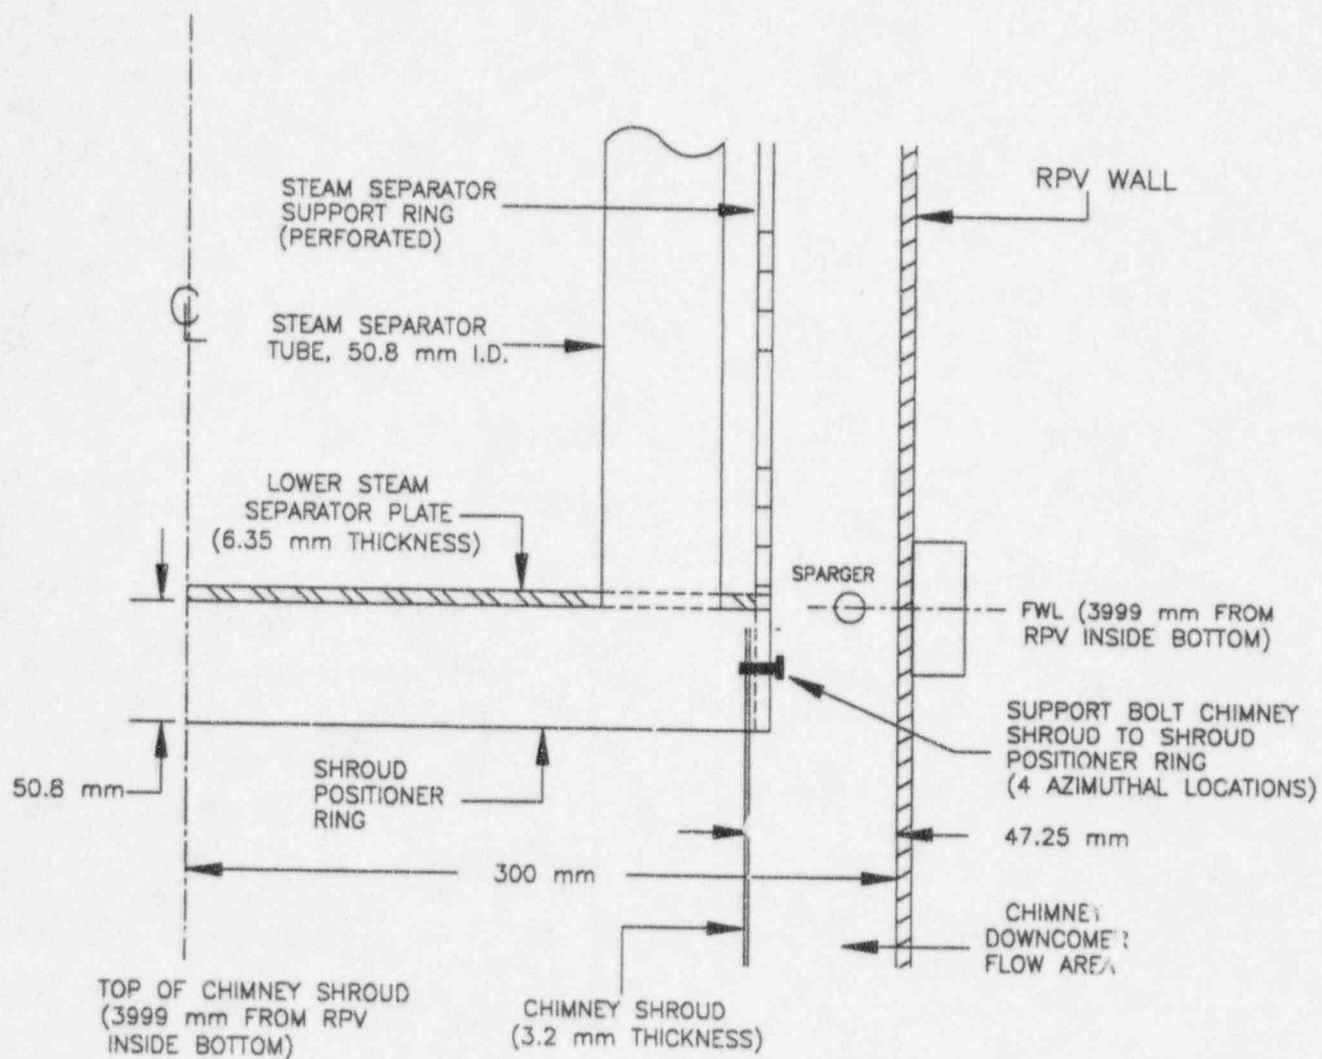 STEAM SEPARATOR
SUPPORT RING
(PERFORATED)
RPV WALL
STEAM SEPARATOR
TUBE, 50.8 mm I.D.
LOWER STEAM
SEPARATOR PLATE
(6.35 mm THICKNESS)
SPARGER
FWL (3999 mm FROM
RPV INSIDE BOTTOM)
SUPPORT BOLT CHIMNEY
SHROUD TO SHROUD
POSITIONER RING
(4 AZIMUTHAL LOCATIONS)
50.8 mm
SHROUD
POSITIONER
RING
47.25 mm
300 mm
CHIMNEY
DOWNCOMER
FLOW AREA
TOP OF CHIMNEY SHROUD
(3999 mm FROM RPV
INSIDE BOTTOM)
CHIMNEY SHROUD
(3.2 mm THICKNESS)